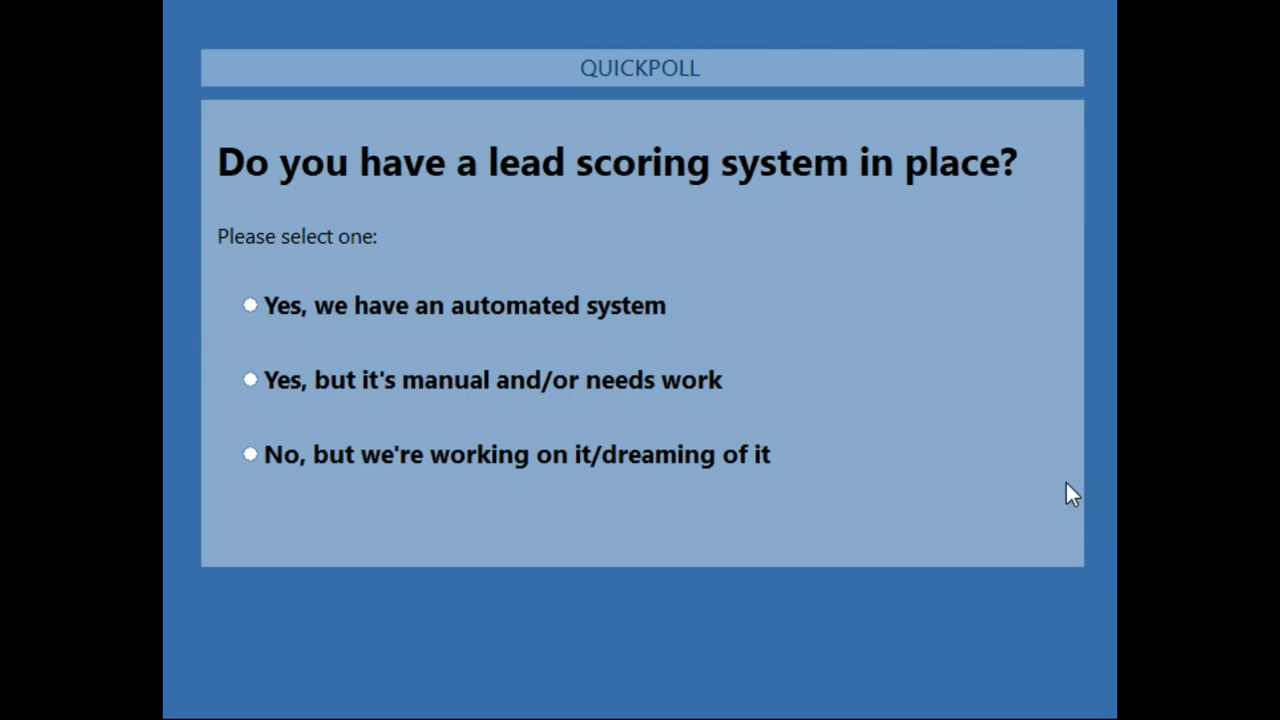 QUICKPOLL
Do you have a lead scoring system in place?
Please select one:
Yes, we have an automated system
Yes, but it's manual and/or needs work
No, but we're working on it/dreaming of it